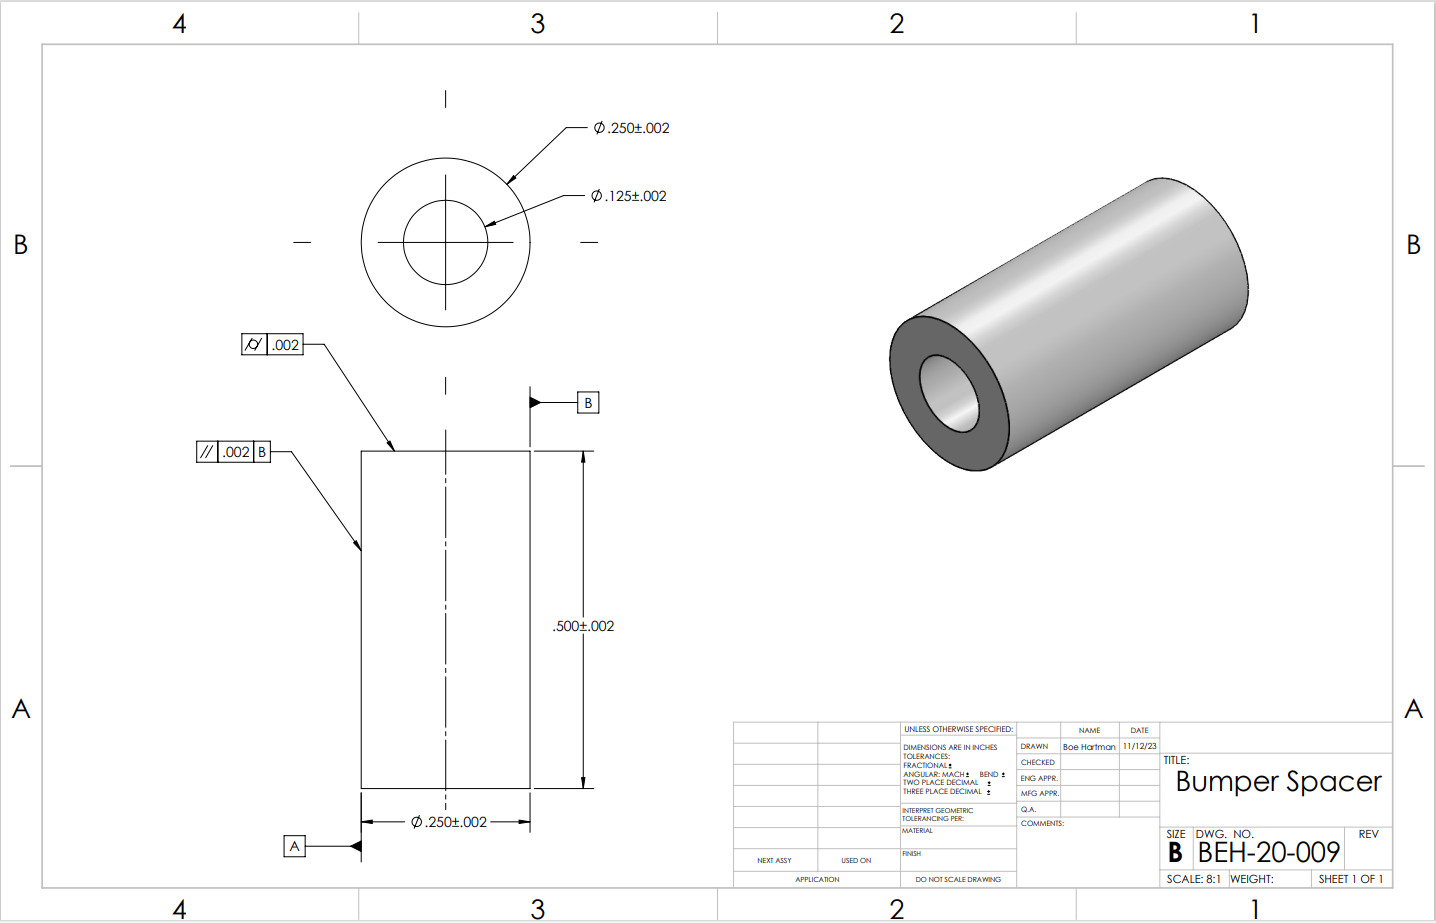 4 3 2 1
⌀.250±.002
⌀.125±.002
B B
⌭ .002
B
// .002 B
.500±.002
A A
⌀.250±.002
A
UNLESS OTHERWISE SPECIFIED:
DIMENSIONS ARE IN INCHES
TOLERANCES:
FRACTIONAL±
ANGULAR: MACH± BEND ±
TWO PLACE DECIMAL ±
THREE PLACE DECIMAL ±
INTERPRET GEOMETRIC
TOLERANCING PER:
MATERIAL
FINISH
NEXT ASSY USED ON
APPLICATION DO NOT SCALE DRAWING
NAME DATE
DRAWN Boe Hartman 11/12/23
CHECKED
ENG APPR.
MFG APPR.
Q.A.
COMMENTS:
TITLE:
Bumper Spacer
SIZE DWG. NO. REV
B BEH-20-009
SCALE: 8:1 WEIGHT: SHEET 1 OF 1
4 3 2 1